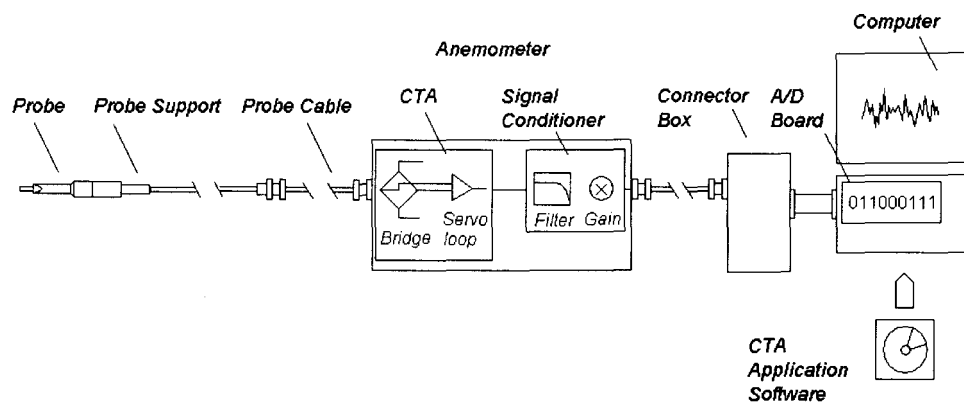 Computer
Anemometer
Probe
Probe Support
Probe Cable
CTA
Signal
Conditioner
Connector
Box
A/D
Board
011000111
Bridge
Servo
loop
Filter
Gain
CTA
Application
Software